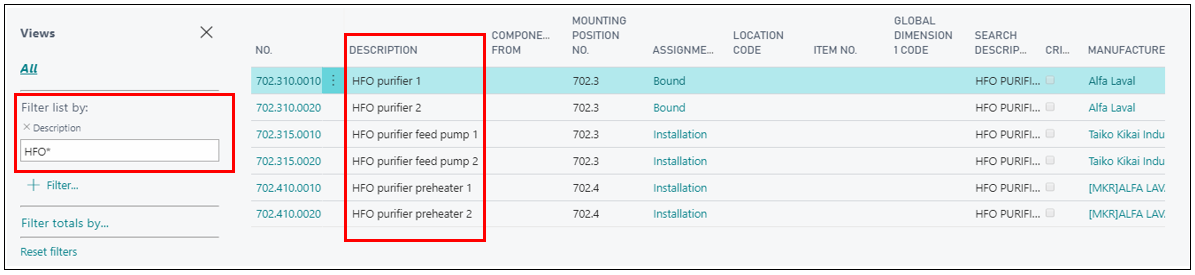 Views
All
Filter list by:
× Description
HFO*
+ Filter...
Filter totals by...
Reset filters
NO. DESCRIPTION COMPONE... FROM MOUNTING POSITION NO. ASSIGNME... LOCATION CODE ITEM NO. GLOBAL DIMENSION 1 CODE SEARCH DESCRIP... CRI... MANUFACTURE
702.310.0010 HFO purifier 1 702.3 Bound HFO PURIFI... Alfa Laval
702.310.0020 HFO purifier 2 702.3 Bound HFO PURIFI... Alfa Laval
702.315.0010 HFO purifier feed pump 1 702.3 Installation HFO PURIFI... Taiko Kikai Indu
702.315.0020 HFO purifier feed pump 2 702.3 Installation HFO PURIFI... Taiko Kikai Indu
702.410.0010 HFO purifier preheater 1 702.4 Installation HFO PURIFI... [MKR]ALFA LAV
702.410.0020 HFO purifier preheater 2 702.4 Installation HFO PURIFI... [MKR]ALFA LAV